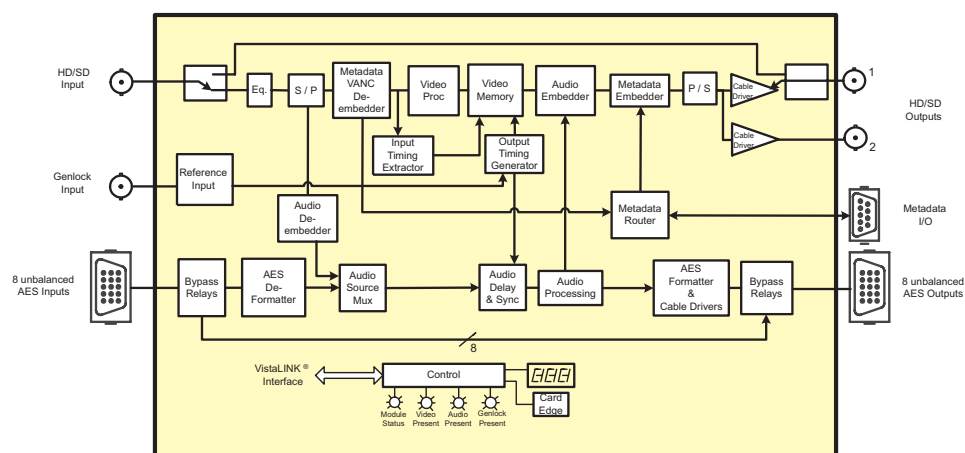 HD/SD
Input
Eq.
S / P
Metadata
VANC
De-
embedder
Video
Proc
Video
Memory
Audio
Embedder
Metadata
Embedder
P / S
Cable
Driver
1
HD/SD
Outputs
Cable
Driver
2
Input
Timing
Extractor
Output
Timing
Generator
Genlock
Input
Reference
Input
Audio
De-
embedder
Metadata
Router
Metadata
I/O
8 unbalanced
AES Inputs
Bypass
Relays
AES
De-
Formatter
Audio
Source
Mux
Audio
Delay
& Sync
Audio
Processing
AES
Formatter
&
Cable Drivers
Bypass
Relays
8 unbalanced
AES Outputs
8
VistaLINK ®
Interface
Control
Card
Edge
Module
Status
Video
Present
Audio
Present
Genlock
Present